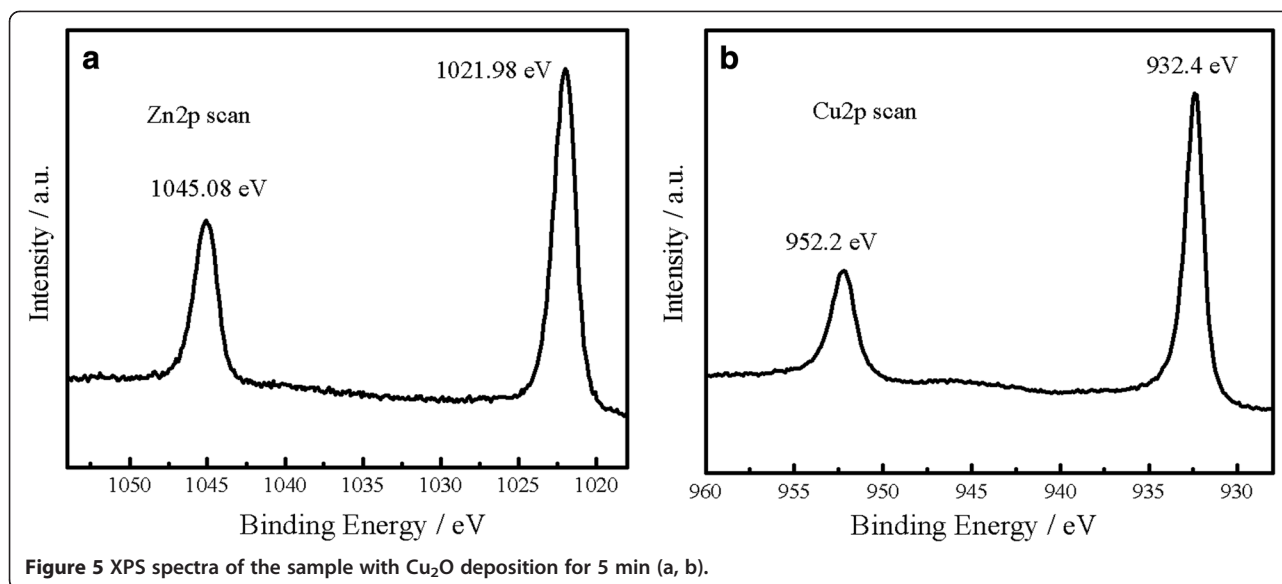 a
1021.98 eV
Zn2p scan
1045.08 eV
Intensity / a.u.
1050 1045 1040 1035 1030 1025 1020
Binding Energy / eV
b
932.4 eV
Cu2p scan
952.2 eV
Intensity / a.u.
960 955 950 945 940 935 930
Binding Energy / eV
Figure 5 XPS spectra of the sample with Cu₂O deposition for 5 min (a, b).